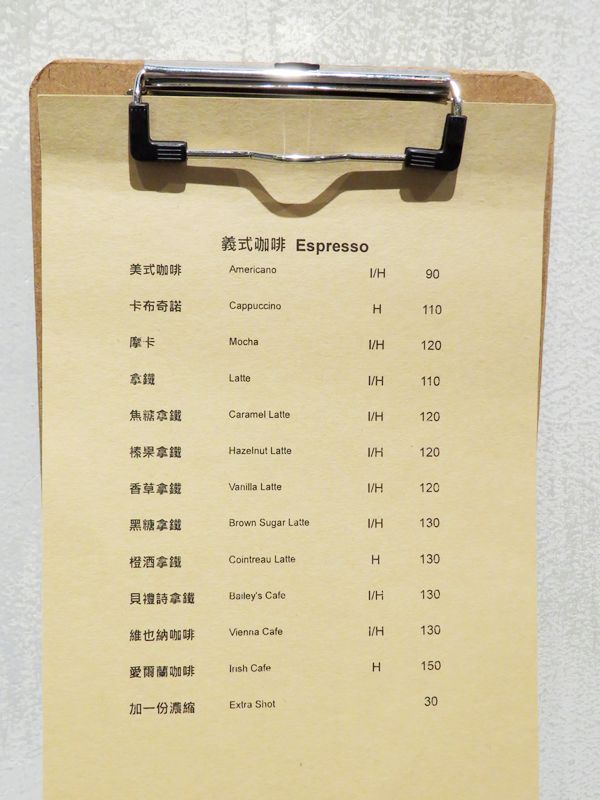 義式咖啡 Espresso
美式咖啡 Americano I/H 90
卡布奇諾 Cappuccino H 110
摩卡 Mocha I/H 120
拿鐵 Latte I/H 110
焦糖拿鐵 Caramel Latte I/H 120
榛果拿鐵 Hazelnut Latte I/H 120
香草拿鐵 Vanilla Latte I/H 120
黑糖拿鐵 Brown Sugar Latte I/H 130
橙酒拿鐵 Cointreau Latte H 130
貝禮詩拿鐵 Bailey's Cafe I/H 130
維也納咖啡 Vienna Cafe I/H 130
愛爾蘭咖啡 Irish Cafe H 150
加一份濃縮 Extra Shot 30